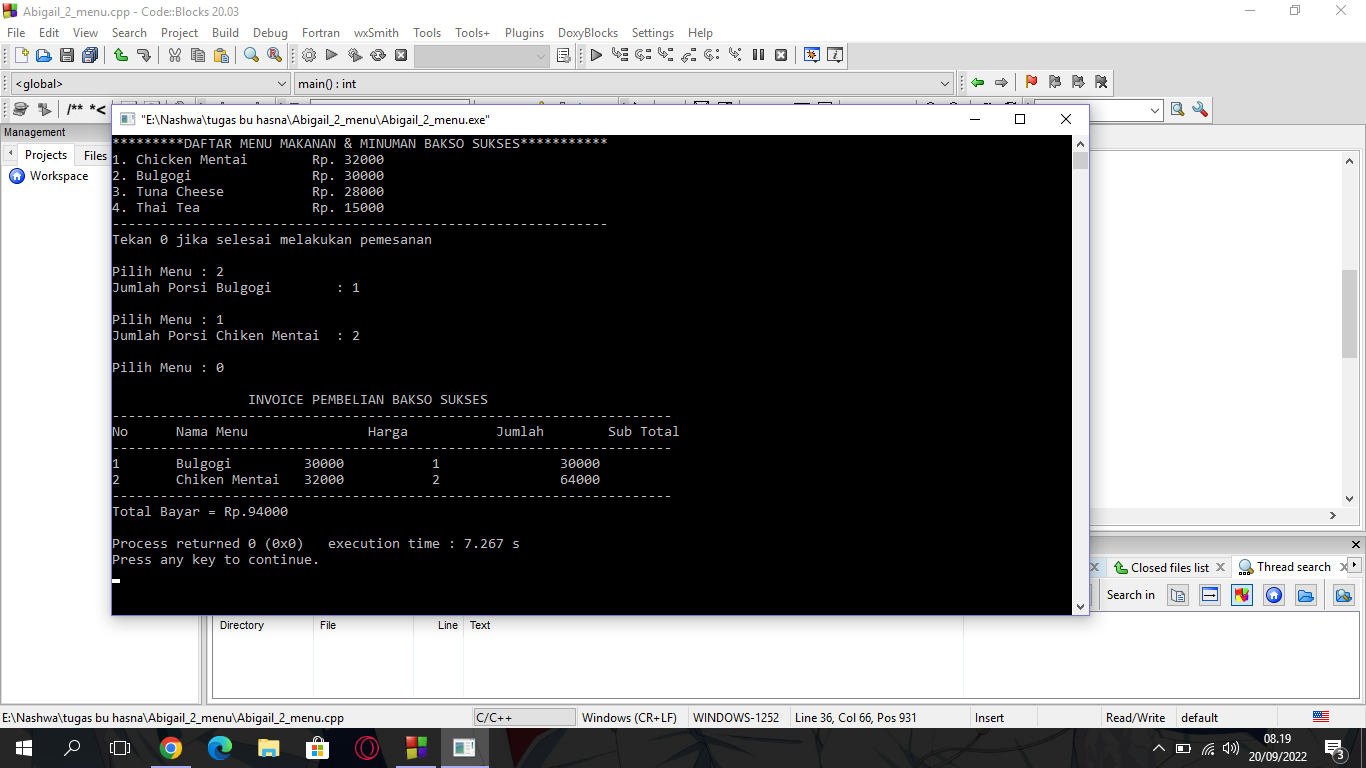 Abigail_2_menu.cpp - Code::Blocks 20.03
File Edit View Search Project Build Debug Fortran wxSmith Tools Tools+ Plugins DoxyBlocks Settings Help
<global> main() : int
/** *<
Management
Projects Files
Workspace
"E:\Nashwa\tugas bu hasna\Abigail_2_menu\Abigail_2_menu.exe"
*********DAFTAR MENU MAKANAN & MINUMAN BAKSO SUKSES***********
1. Chicken Mentai Rp. 32000
2. Bulgogi Rp. 30000
3. Tuna Cheese Rp. 28000
4. Thai Tea Rp. 15000
--------------------------------------------------------------
Tekan 0 jika selesai melakukan pemesanan
Pilih Menu : 2
Jumlah Porsi Bulgogi : 1
Pilih Menu : 1
Jumlah Porsi Chiken Mentai : 2
Pilih Menu : 0
INVOICE PEMBELIAN BAKSO SUKSES
----------------------------------------------------------------------
No Nama Menu Harga Jumlah Sub Total
----------------------------------------------------------------------
1 Bulgogi 30000 1 30000
2 Chiken Mentai 32000 2 64000
----------------------------------------------------------------------
Total Bayar = Rp.94000
Process returned 0 (0x0) execution time : 7.267 s
Press any key to continue.
Closed files list Thread search
Search in
Directory File Line Text
E:\Nashwa\tugas bu hasna\Abigail_2_menu\Abigail_2_menu.cpp C/C++ Windows (CR+LF) WINDOWS-1252 Line 36, Col 66, Pos 931 Insert Read/Write default
08.19
20/09/2022
3